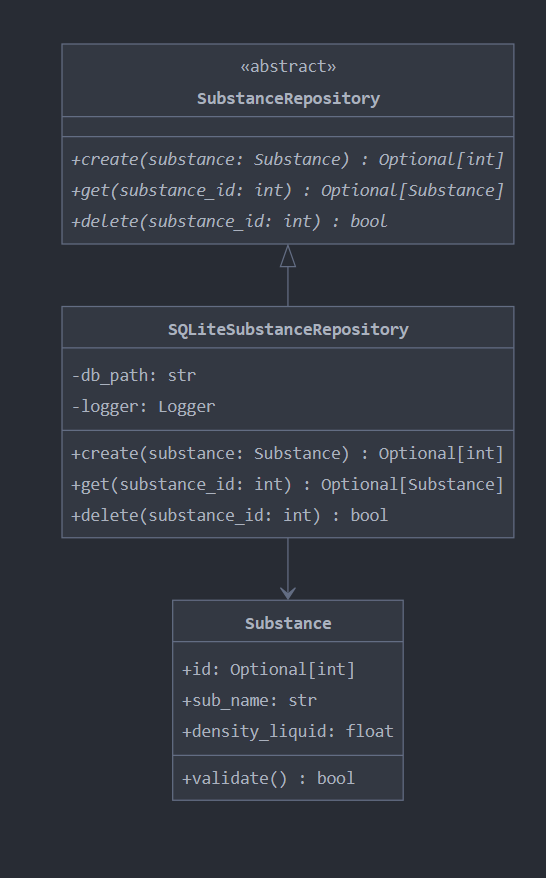 «abstract»
SubstanceRepository
+create(substance: Substance) : Optional[int]
+get(substance_id: int) : Optional[Substance]
+delete(substance_id: int) : bool
SQLiteSubstanceRepository
-db_path: str
-logger: Logger
+create(substance: Substance) : Optional[int]
+get(substance_id: int) : Optional[Substance]
+delete(substance_id: int) : bool
Substance
+id: Optional[int]
+sub_name: str
+density_liquid: float
+validate() : bool